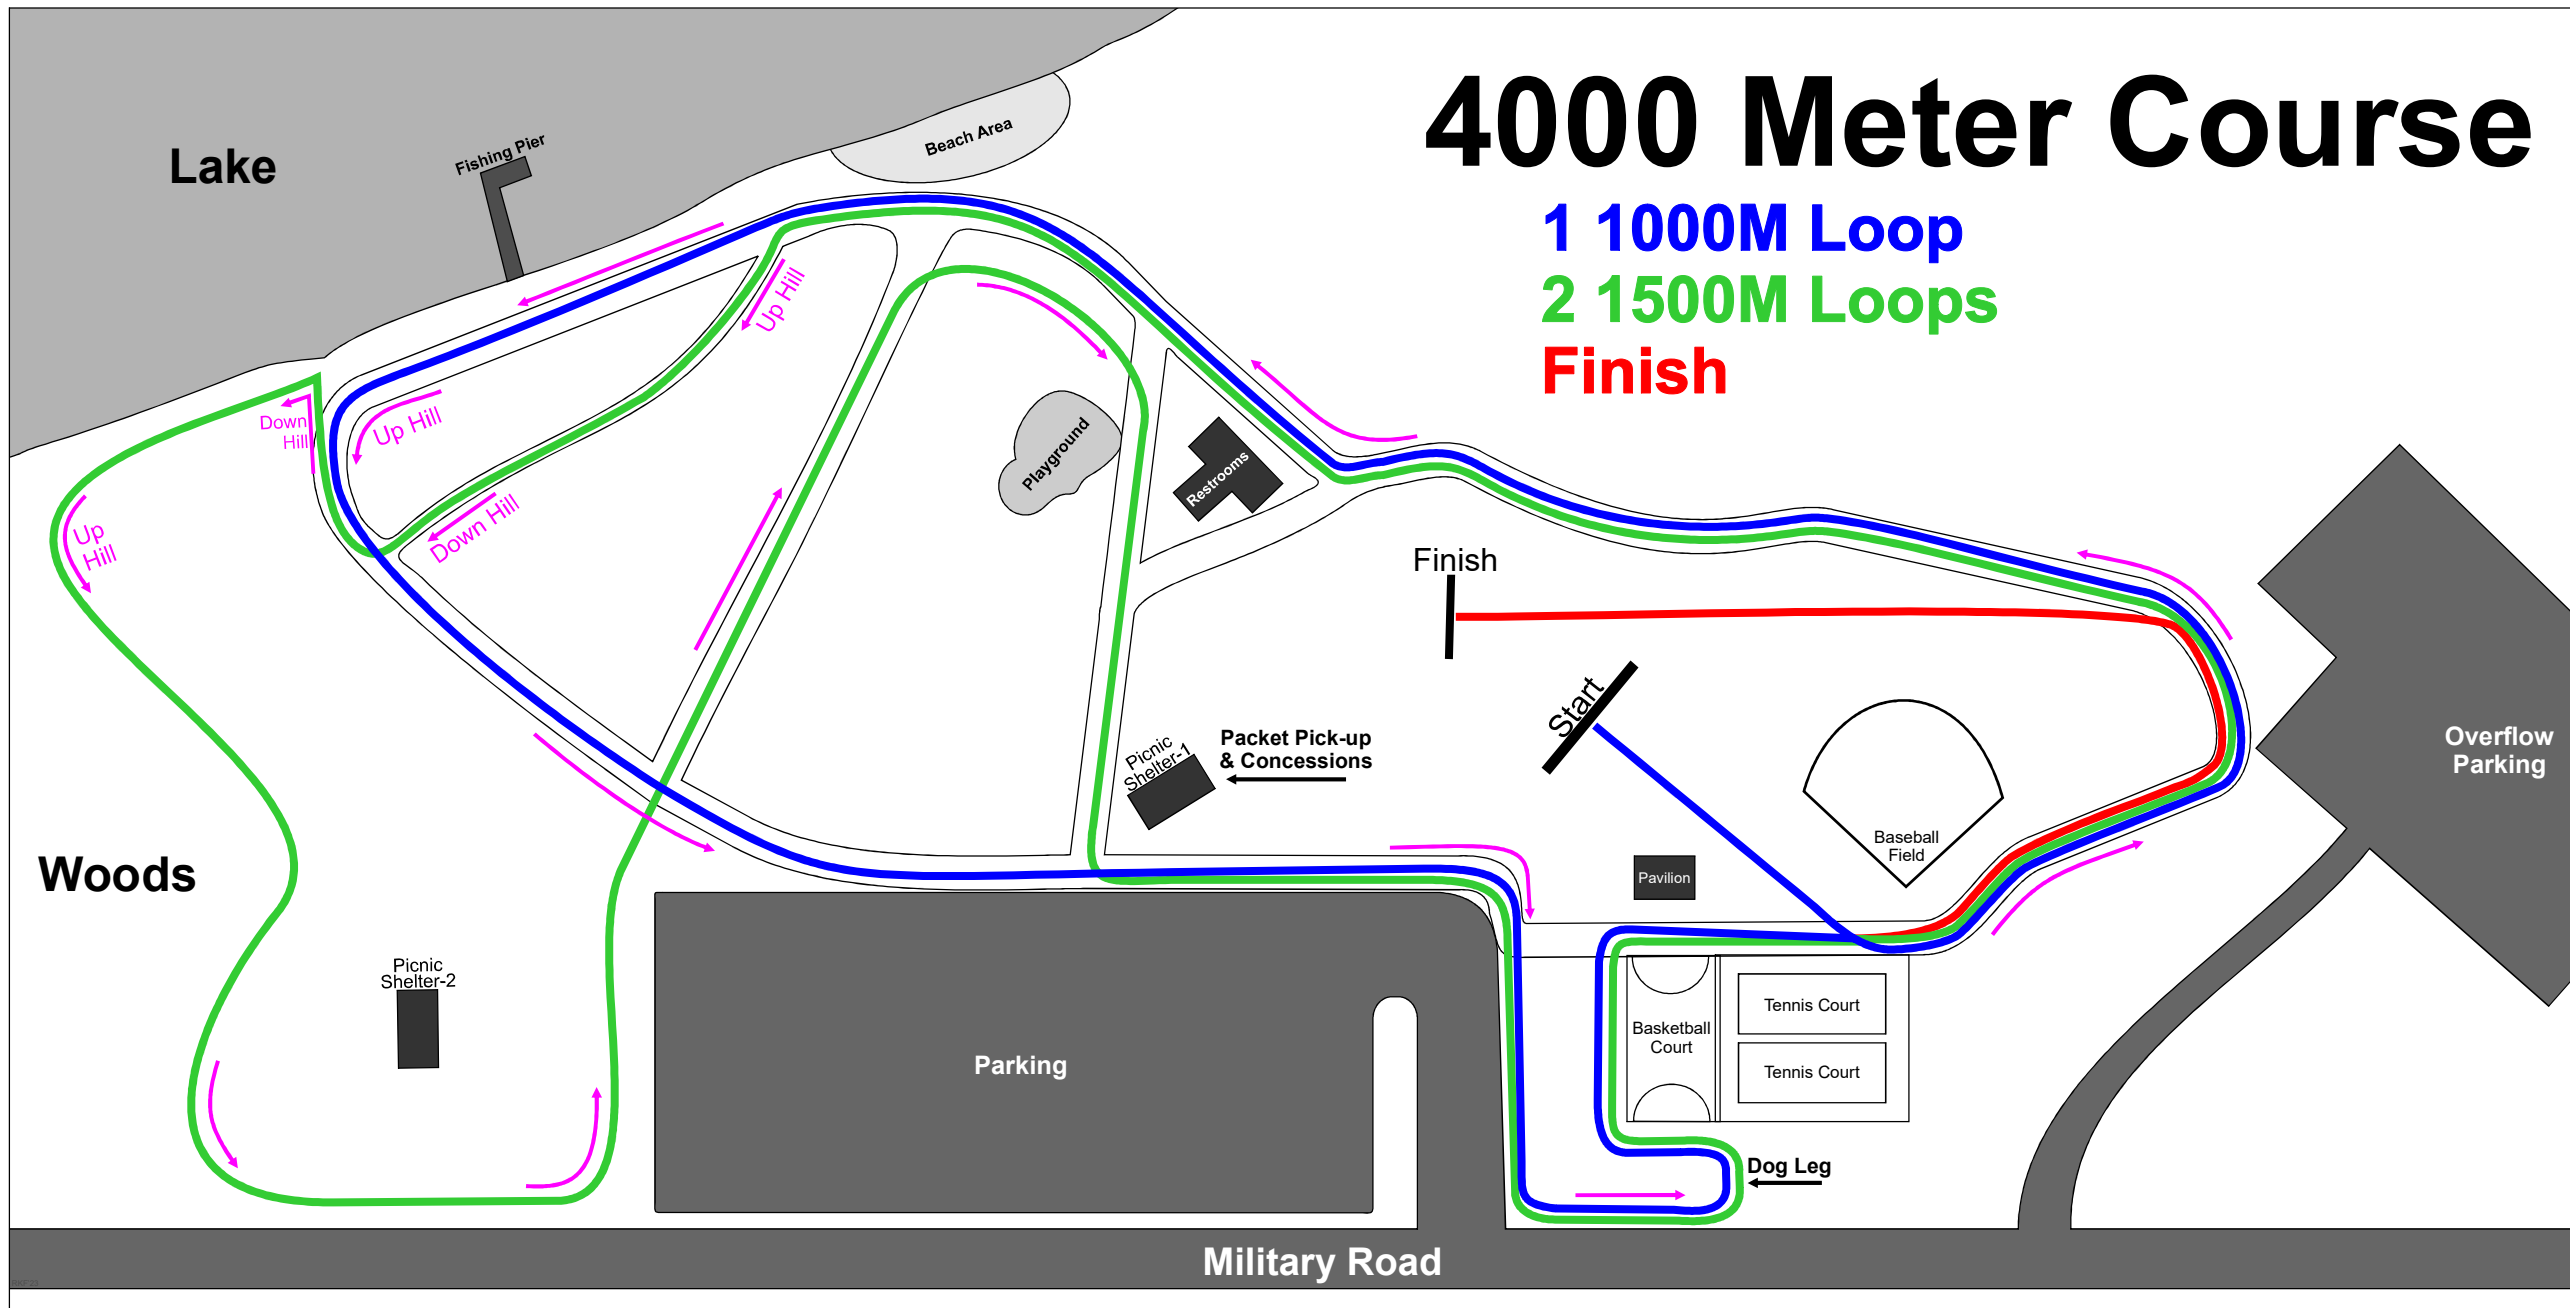 4000 Meter Course
1 1000M Loop
2 1500M Loops
Finish
Lake
Fishing Pier
Beach Area
Up Hill
Down
Hill
Up Hill
Up
Hill
Down Hill
Playground
Restrooms
Finish
Start
Packet Pick-up
& Concessions
Picnic
Shelter-1
Overflow
Parking
Baseball
Field
Pavilion
Woods
Picnic
Shelter-2
Parking
Basketball
Court
Tennis Court
Tennis Court
Dog Leg
Military Road
RKF'23